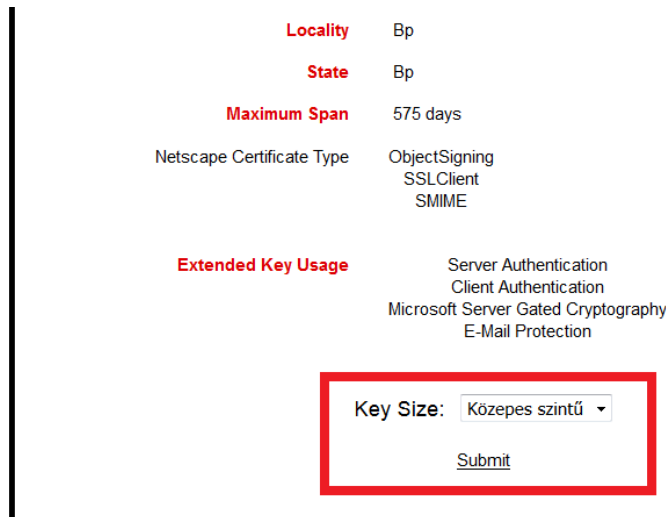 Locality Bp
State Bp
Maximum Span 575 days
Netscape Certificate Type ObjectSigning
SSLClient
SMIME
Extended Key Usage Server Authentication
Client Authentication
Microsoft Server Gated Cryptography
E-Mail Protection
Key Size: Közepes szintű
Submit